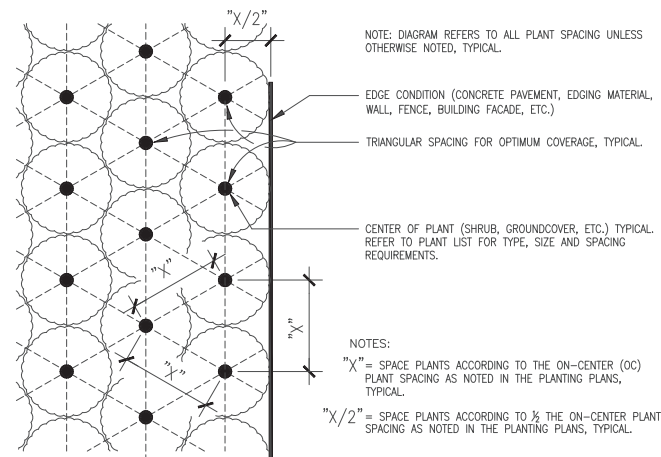 "X/2"
NOTE: DIAGRAM REFERS TO ALL PLANT SPACING UNLESS
OTHERWISE NOTED, TYPICAL.
EDGE CONDITION (CONCRETE PAVEMENT, EDGING MATERIAL,
WALL, FENCE, BUILDING FACADE, ETC.)
TRIANGULAR SPACING FOR OPTIMUM COVERAGE, TYPICAL.
CENTER OF PLANT (SHRUB, GROUNDCOVER, ETC.) TYPICAL.
REFER TO PLANT LIST FOR TYPE, SIZE AND SPACING
REQUIREMENTS.
"X"
"X"
"X"
NOTES:
"X"= SPACE PLANTS ACCORDING TO THE ON-CENTER (OC)
PLANT SPACING AS NOTED IN THE PLANTING PLANS,
TYPICAL.
"X/2"= SPACE PLANTS ACCORDING TO ½ THE ON-CENTER PLANT
SPACING AS NOTED IN THE PLANTING PLANS, TYPICAL.